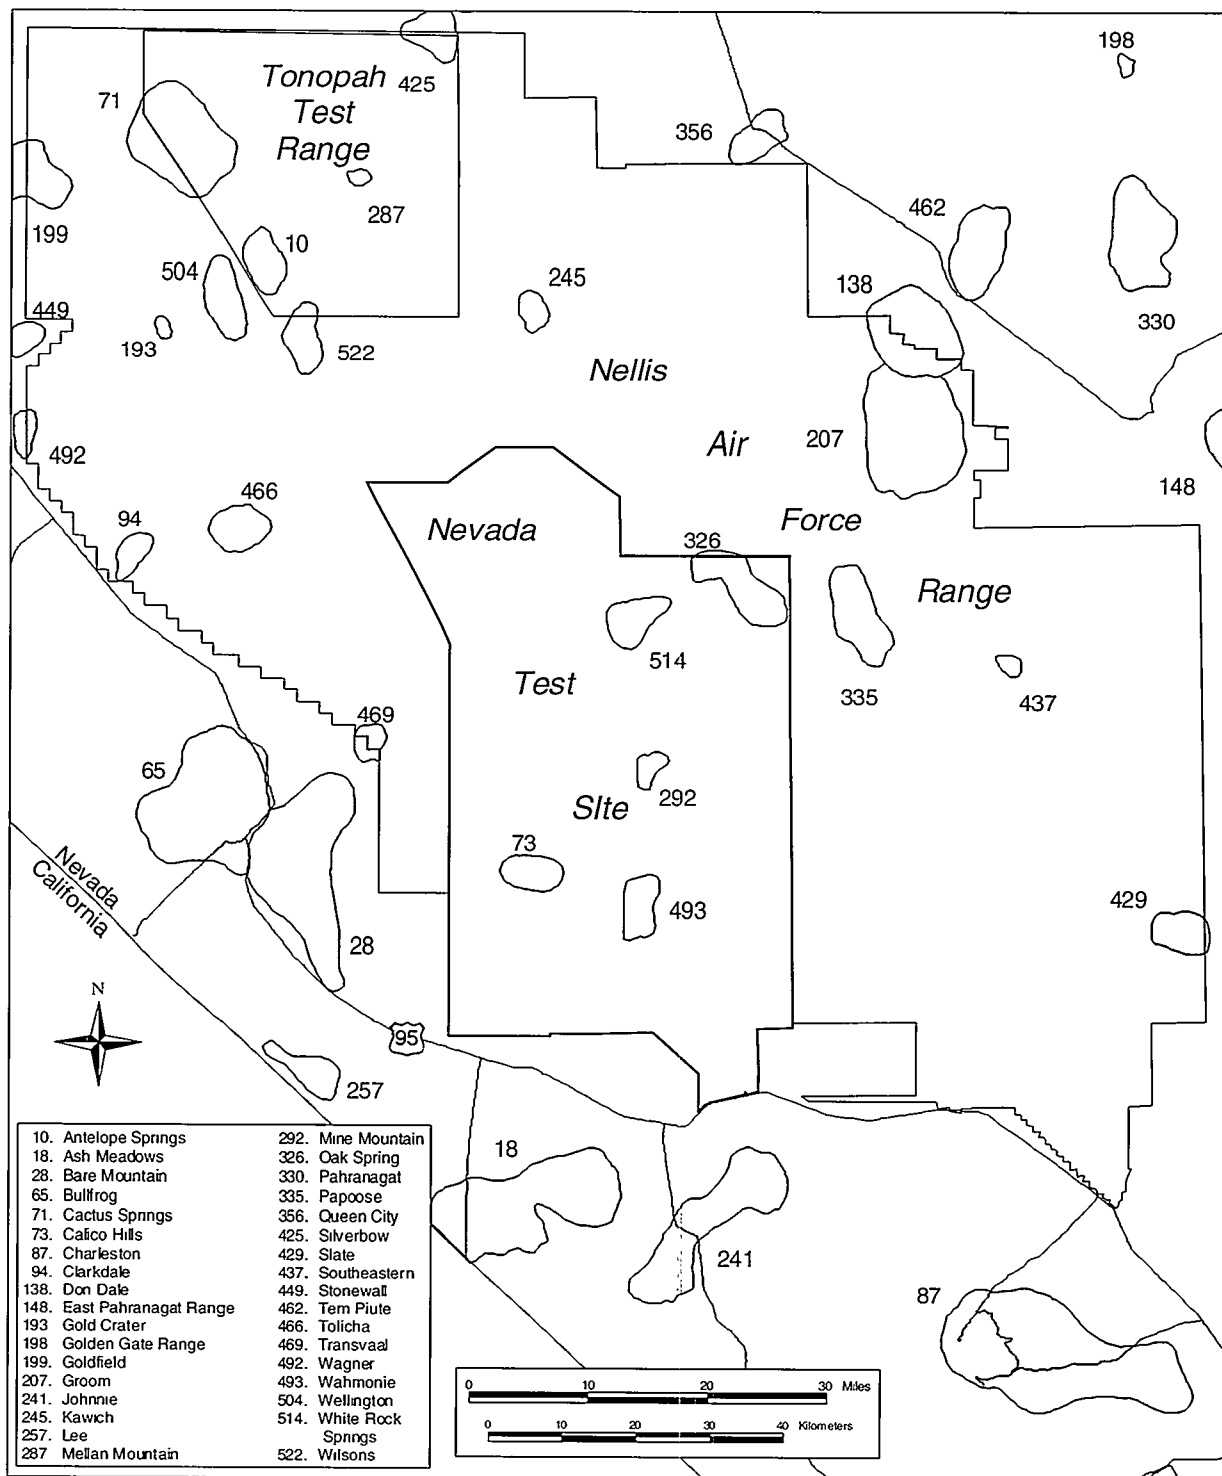 198
Tonopah
Test
Range
425
71
356
287
462
199
10
504
245
138
449
193
522
330
Nellis
Air
207
492
148
466
94
Nevada
Force
326
Range
514
Test
335
437
469
65
292
SIte
73
Nevada
California
493
429
28
N
95
257
18
241
87
10. Antelope Springs
18. Ash Meadows
28. Bare Mountain
65. Bullfrog
71. Cactus Springs
73. Calico Hills
87. Charleston
94. Clarkdale
138. Don Dale
148. East Pahranagat Range
193 Gold Crater
198 Golden Gate Range
199. Goldfield
207. Groom
241. Johnnie
245. Kawich
257. Lee
287 Mellan Mountain
292. Mine Mountain
326. Oak Spring
330. Pahranagat
335. Papoose
356. Queen City
425. Silverbow
429. Slate
437. Southeastern
449. Stonewall
462. Tem Piute
466. Tolicha
469. Transvaal
492. Wagner
493. Wahmonie
504. Wellington
514. White Rock
Springs
522. Wilsons
0 10 20 30 Miles
0 10 20 30 40 Kilometers